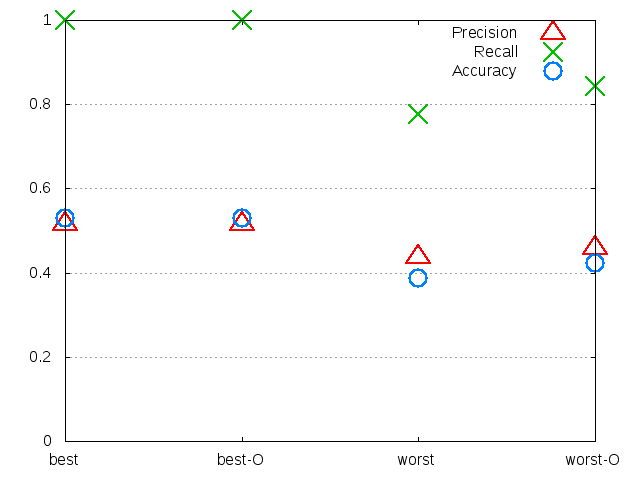 1
0.8
0.6
0.4
0.2
0
Precision
Recall
Accuracy
best
best-O
worst
worst-O